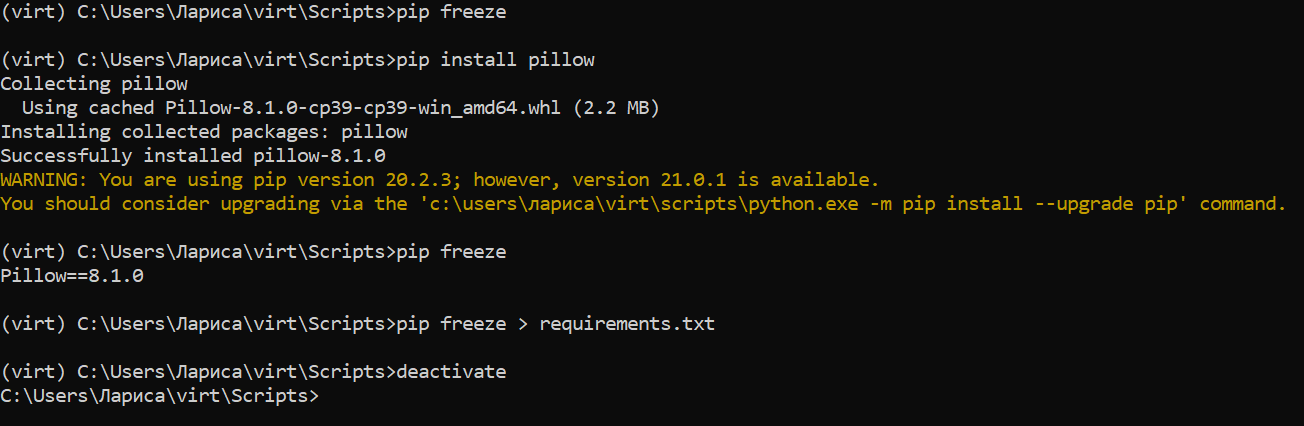 (virt) C:\Users\Лариса\virt\Scripts>pip freeze
(virt) C:\Users\Лариса\virt\Scripts>pip install pillow
Collecting pillow
  Using cached Pillow-8.1.0-cp39-cp39-win_amd64.whl (2.2 MB)
Installing collected packages: pillow
Successfully installed pillow-8.1.0
WARNING: You are using pip version 20.2.3; however, version 21.0.1 is available.
You should consider upgrading via the 'c:\users\лариса\virt\scripts\python.exe -m pip install --upgrade pip' command.
(virt) C:\Users\Лариса\virt\Scripts>pip freeze
Pillow==8.1.0
(virt) C:\Users\Лариса\virt\Scripts>pip freeze > requirements.txt
(virt) C:\Users\Лариса\virt\Scripts>deactivate
C:\Users\Лариса\virt\Scripts>